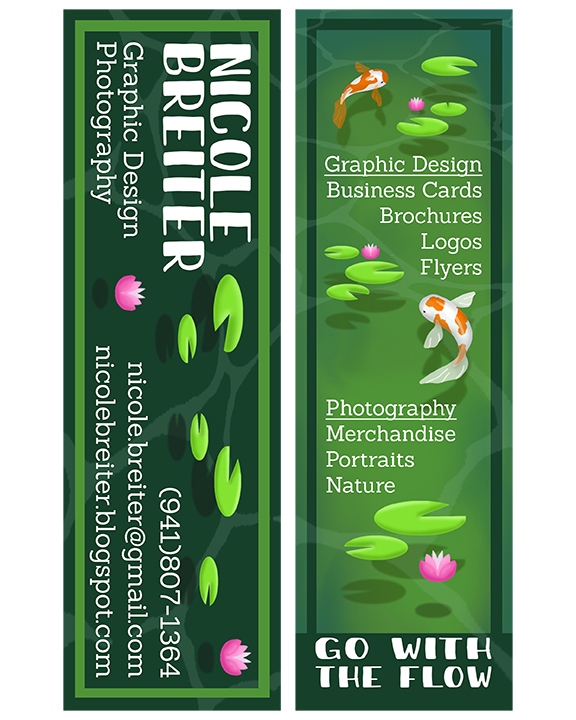 NICOLE
BREITER
Graphic Design
Photography
(941)807-1364
nicole.breiter@gmail.com
nicolebreiter.blogspot.com
Graphic Design
Business Cards
Brochures
Logos
Flyers
Photography
Merchandise
Portraits
Nature
GO WITH
THE FLOW